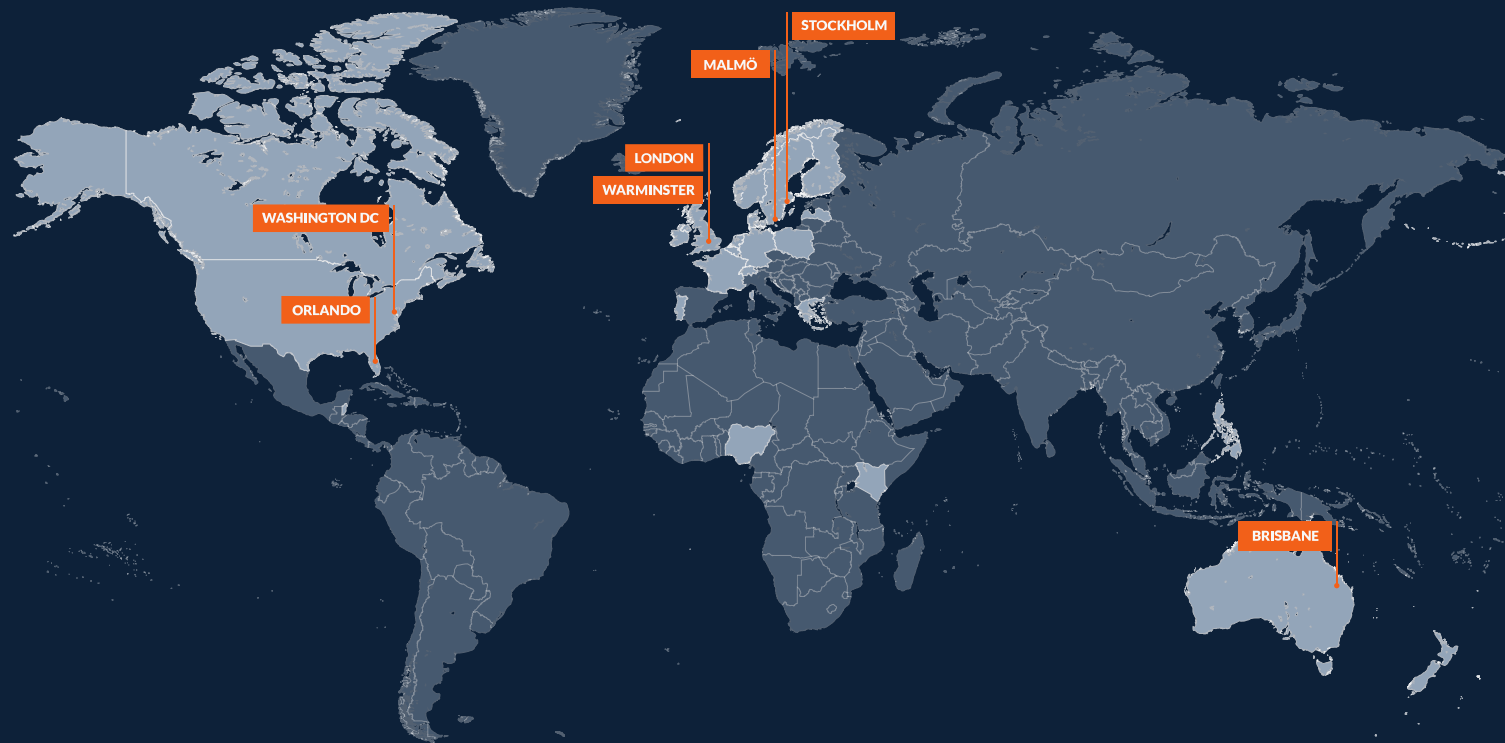 STOCKHOLM
MALMÖ
LONDON
WARMINSTER
WASHINGTON DC
ORLANDO
BRISBANE